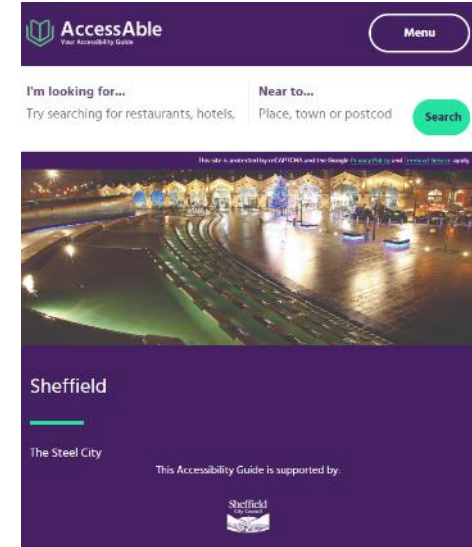 AccessAble
Your Accessibility Guide
Menu
I'm looking for...
Near to...
Try searching for restaurants, hotels,
Place, town or postcod
Search
This site is protected by reCAPTCHA and the Google Privacy Policy and Terms of Service apply.
Sheffield
The Steel City
This Accessibility Guide is supported by:
Sheffield
City Council